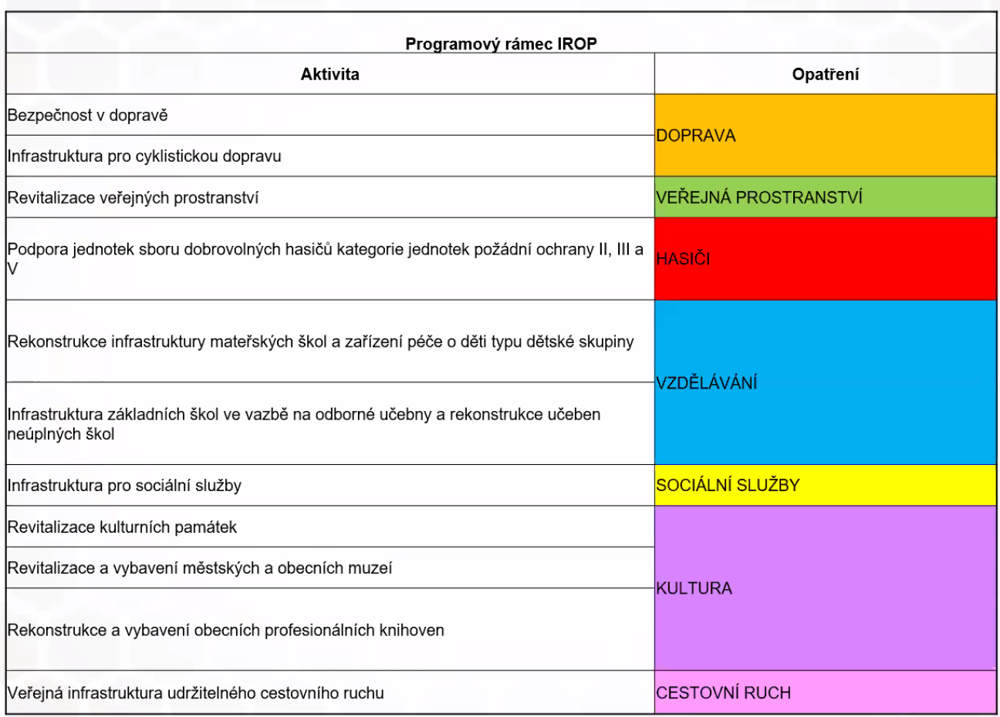 Programový rámec IROP
Aktivita
Opatření
Bezpečnost v dopravě
DOPRAVA
Infrastruktura pro cyklistickou dopravu
Revitalizace veřejných prostranství
VEŘEJNÁ PROSTRANSTVÍ
Podpora jednotek sboru dobrovolných hasičů kategorie jednotek požádní ochrany II, III a
V
HASIČI
Rekonstrukce infrastruktury mateřských škol a zařízení péče o děti typu dětské skupiny
VZDĚLÁVÁNÍ
Infrastruktura základních škol ve vazbě na odborné učebny a rekonstrukce učeben
neúplných škol
Infrastruktura pro sociální služby
SOCIÁLNÍ SLUŽBY
Revitalizace kulturních památek
Revitalizace a vybavení městských a obecních muzeí
KULTURA
Rekonstrukce a vybavení obecních profesionálních knihoven
Veřejná infrastruktura udržitelného cestovního ruchu
CESTOVNÍ RUCH